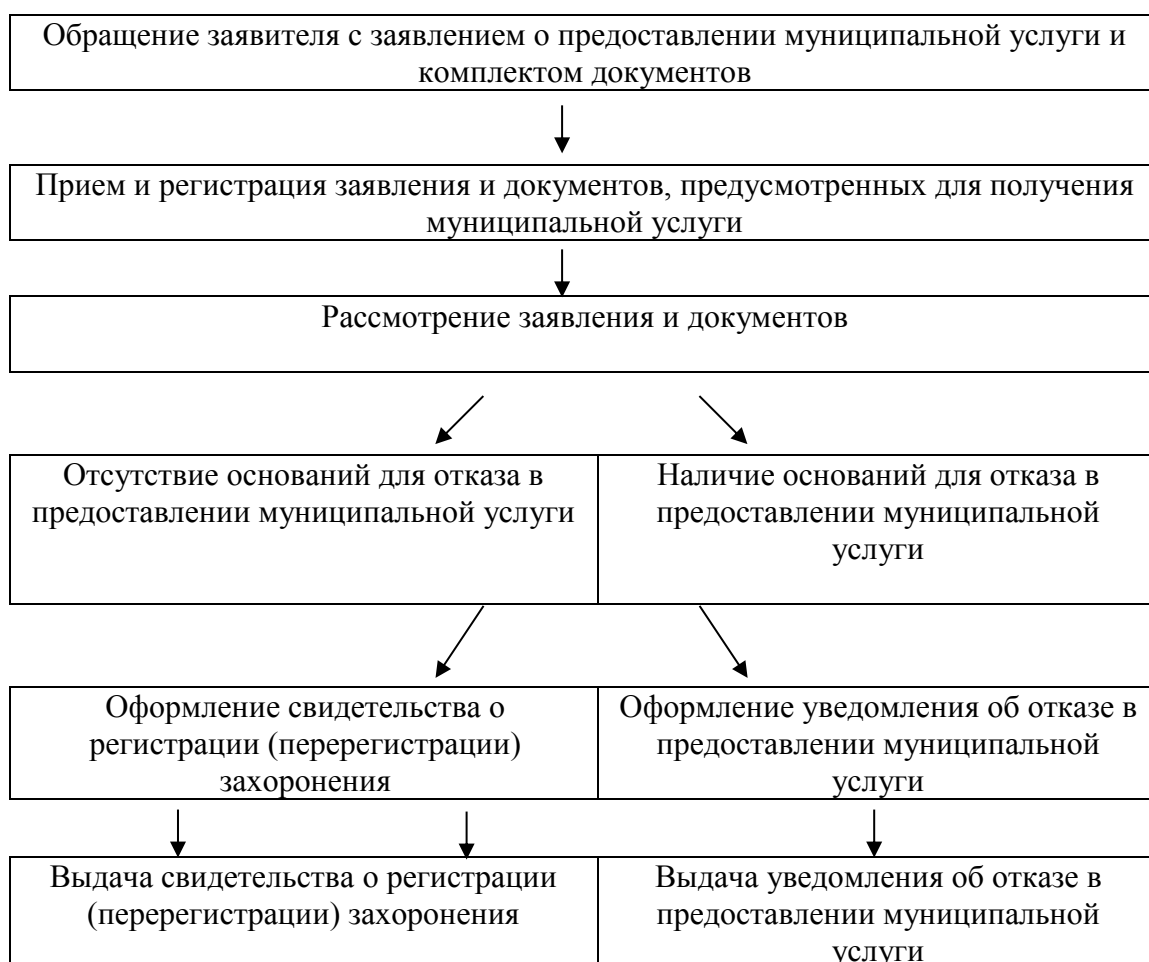 Обращение заявителя с заявлением о предоставлении муниципальной услуги и
комплектом документов
Прием и регистрация заявления и документов, предусмотренных для получения
муниципальной услуги
Рассмотрение заявления и документов
Отсутствие оснований для отказа в
предоставлении муниципальной услуги
Наличие оснований для отказа в
предоставлении муниципальной
услуги
Оформление свидетельства о
регистрации (перерегистрации)
захоронения
Оформление уведомления об отказе в
предоставлении муниципальной
услуги
Выдача свидетельства о регистрации
(перерегистрации) захоронения
Выдача уведомления об отказе в
предоставлении муниципальной
услуги